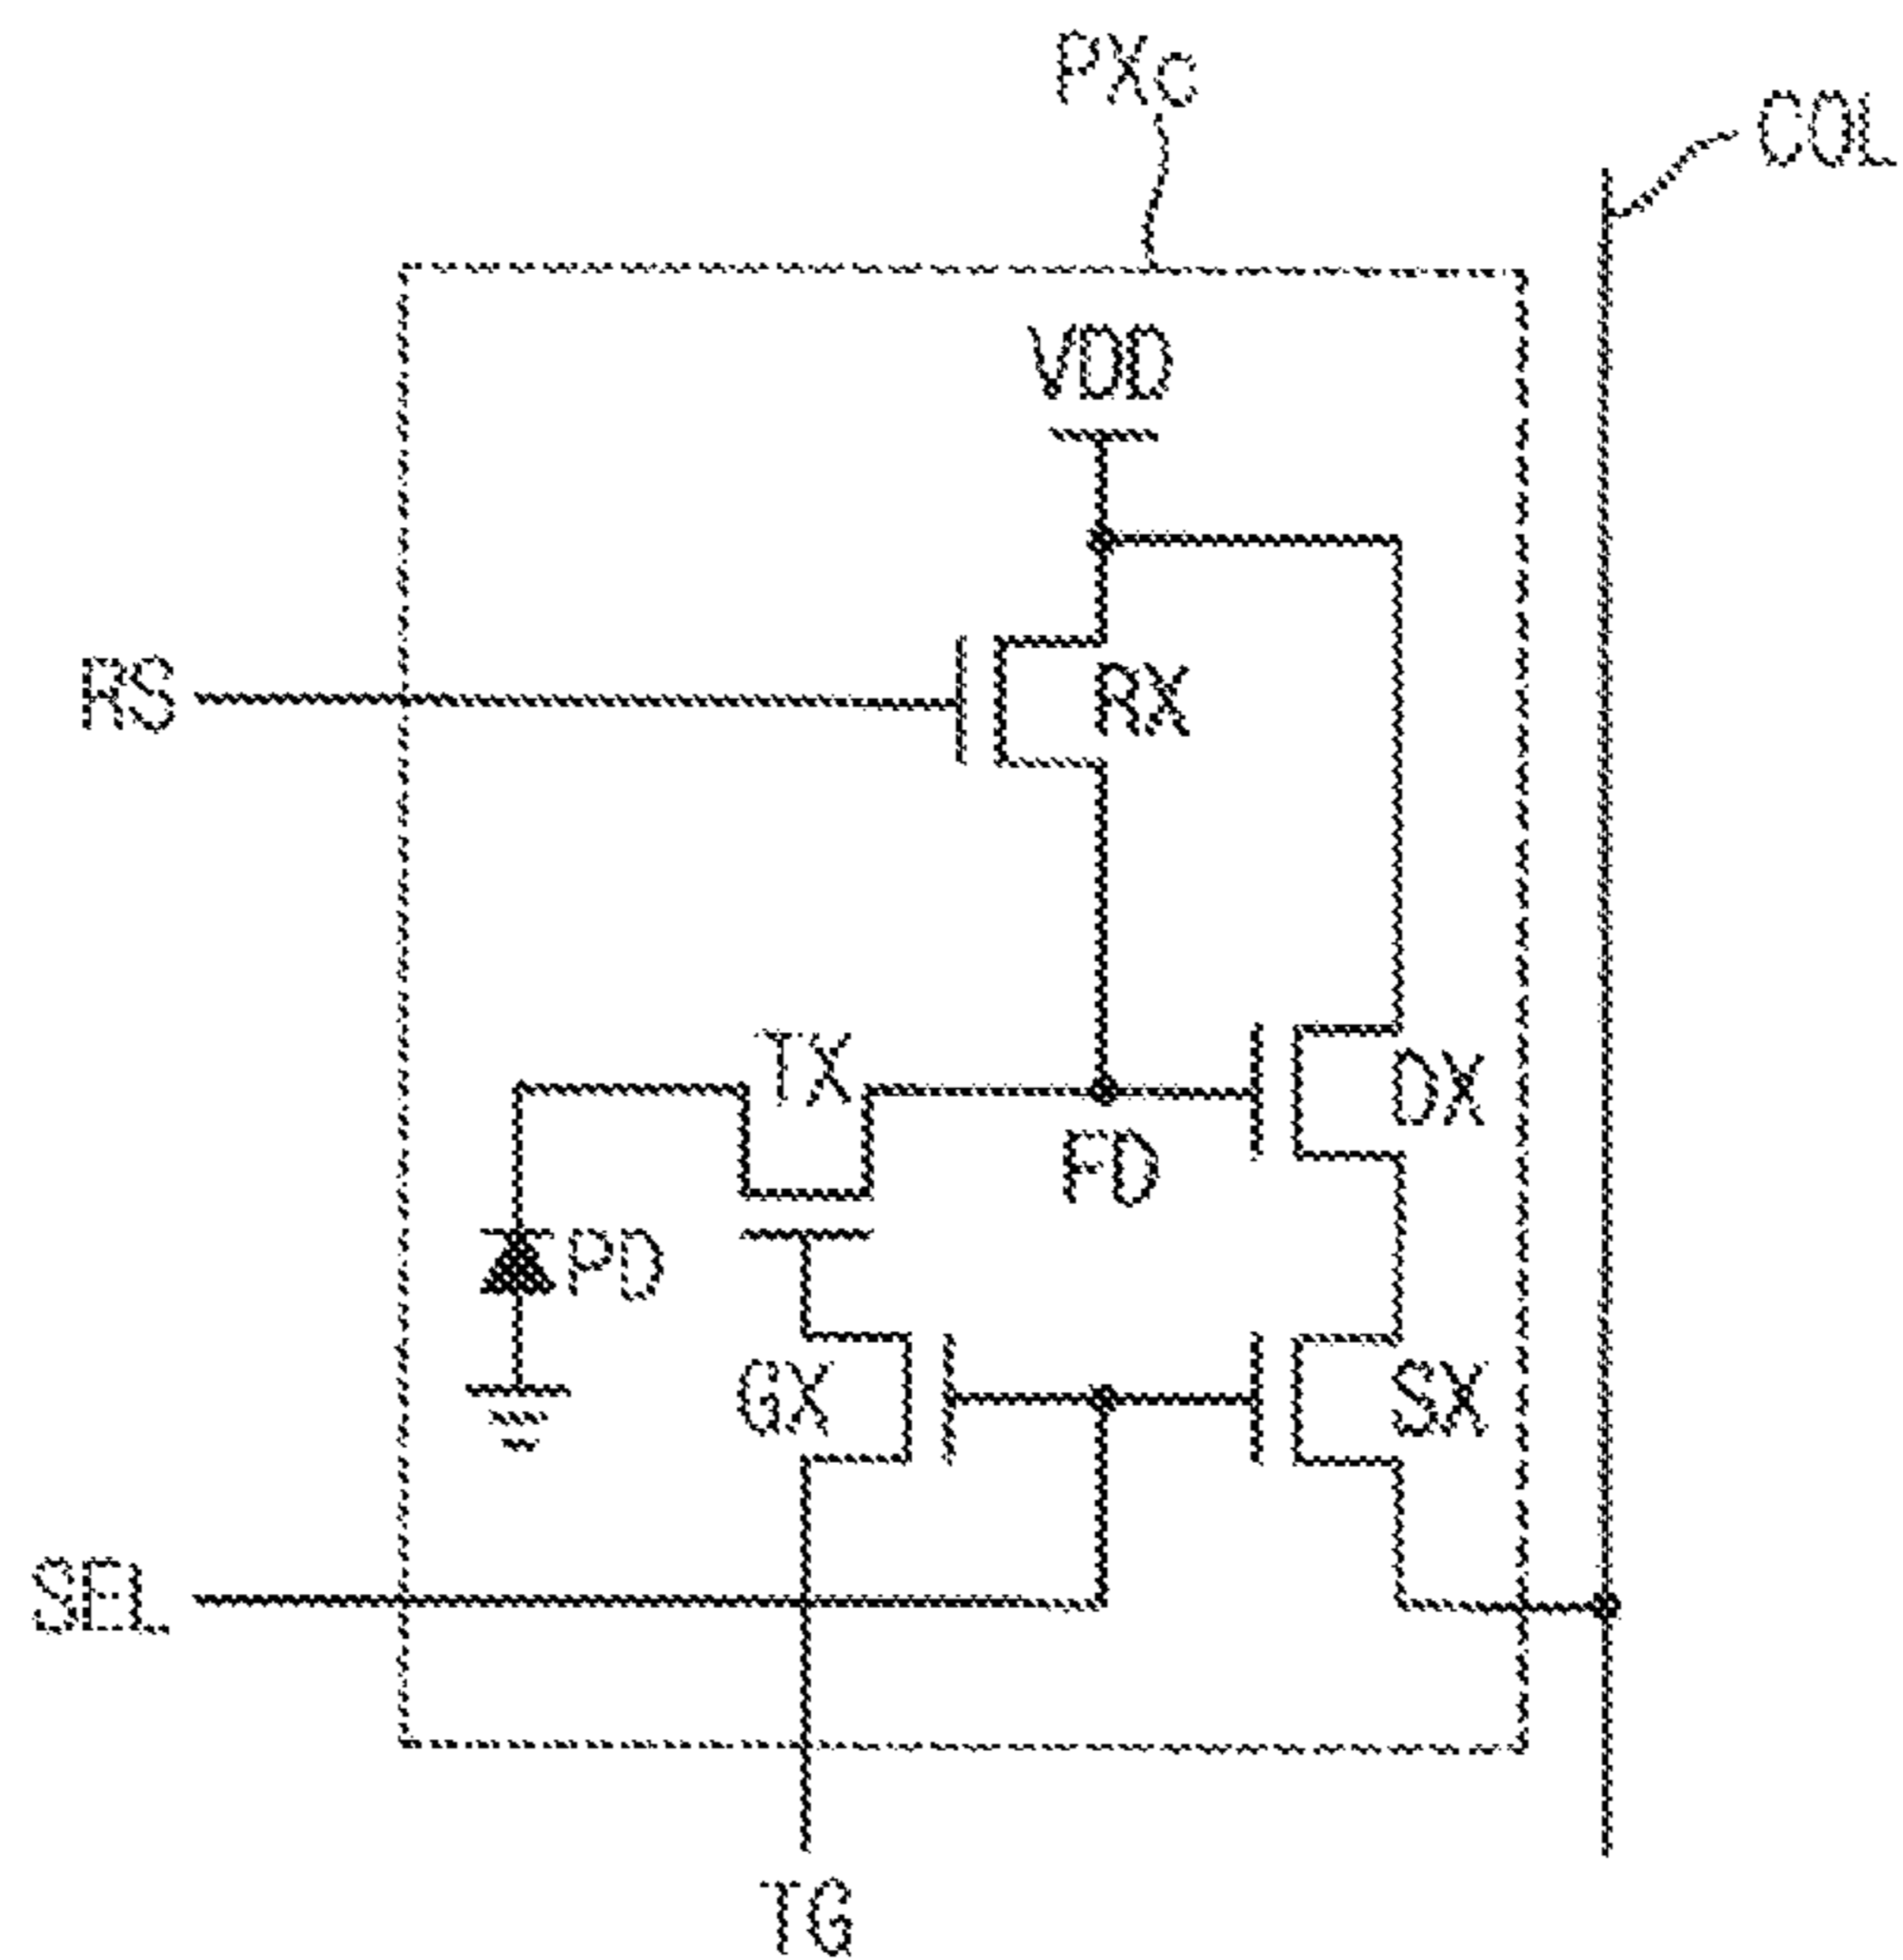 PXc
COL
VDD
RS
RX
TX
DX
FD
PD
GX
SX
SEL
TG